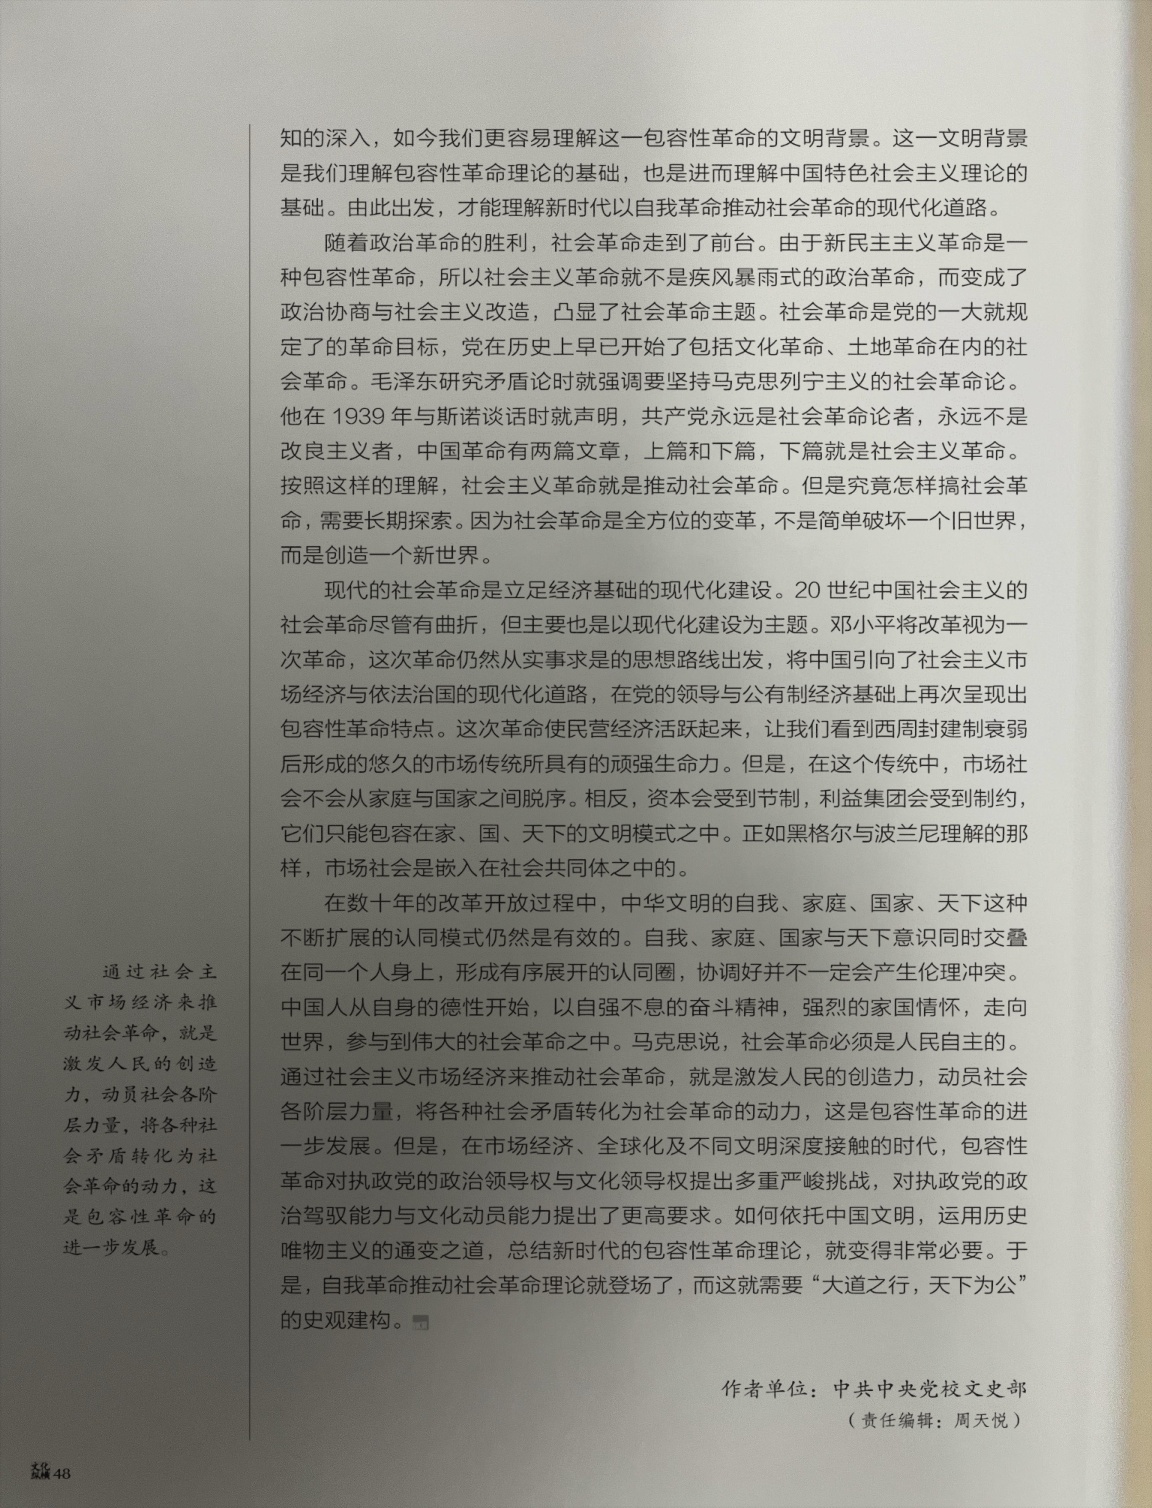 知的深入，如今我们更容易理解这一包容性革命的文明背景。这一文明背景
是我们理解包容性革命理论的基础，也是进而理解中国特色社会主义理论的
基础。由此出发，才能理解新时代以自我革命推动社会革命的现代化道路。
随着政治革命的胜利，社会革命走到了前台。由于新民主主义革命是一
种包容性革命，所以社会主义革命就不是疾风暴雨式的政治革命，而变成了
政治协商与社会主义改造，凸显了社会革命主题。社会革命是党的一大就规
定了的革命目标，党在历史上早已开始了包括文化革命、土地革命在内的社
会革命。毛泽东研究矛盾论时就强调要坚持马克思列宁主义的社会革命论。
他在 1939 年与斯诺谈话时就声明，共产党永远是社会革命论者，永远不是
改良主义者，中国革命有两篇文章，上篇和下篇，下篇就是社会主义革命。
按照这样的理解，社会主义革命就是推动社会革命。但是究竟怎样搞社会革
命，需要长期探索。因为社会革命是全方位的变革，不是简单破坏一个旧世界，
而是创造一个新世界。
现代的社会革命是立足经济基础的现代化建设。20 世纪中国社会主义的
社会革命尽管有曲折，但主要也是以现代化建设为主题。邓小平将改革视为一
次革命，这次革命仍然从实事求是的思想路线出发，将中国引向了社会主义市
场经济与依法治国的现代化道路，在党的领导与公有制经济基础上再次呈现出
包容性革命特点。这次革命使民营经济活跃起来，让我们看到西周封建制衰弱
后形成的悠久的市场传统所具有的顽强生命力。但是，在这个传统中，市场社
会不会从家庭与国家之间脱序。相反，资本会受到节制，利益集团会受到制约，
它们只能包容在家、国、天下的文明模式之中。正如黑格尔与波兰尼理解的那
样，市场社会是嵌入在社会共同体之中的。
在数十年的改革开放过程中，中华文明的自我、家庭、国家、天下这种
不断扩展的认同模式仍然是有效的。自我、家庭、国家与天下意识同时交叠
在同一个人身上，形成有序展开的认同圈，协调好并不一定会产生伦理冲突。
中国人从自身的德性开始，以自强不息的奋斗精神，强烈的家国情怀，走向
世界，参与到伟大的社会革命之中。马克思说，社会革命必须是人民自主的。
通过社会主义市场经济来推动社会革命，就是激发人民的创造力，动员社会
各阶层力量，将各种社会矛盾转化为社会革命的动力，这是包容性革命的进
一步发展。但是，在市场经济、全球化及不同文明深度接触的时代，包容性
革命对执政党的政治领导权与文化领导权提出多重严峻挑战，对执政党的政
治驾驭能力与文化动员能力提出了更高要求。如何依托中国文明，运用历史
唯物主义的通变之道，总结新时代的包容性革命理论，就变得非常必要。于
是，自我革命推动社会革命理论就登场了，而这就需要“大道之行，天下为公”
的史观建构。
通过社会主
义市场经济来推
动社会革命，就是
激发人民的创造
力，动员社会各阶
层力量，将各种社
会矛盾转化为社
会革命的动力，这
是包容性革命的
进一步发展。
作者单位：中共中央党校文史部
（责任编辑：周天悦）
文化
纵横 48